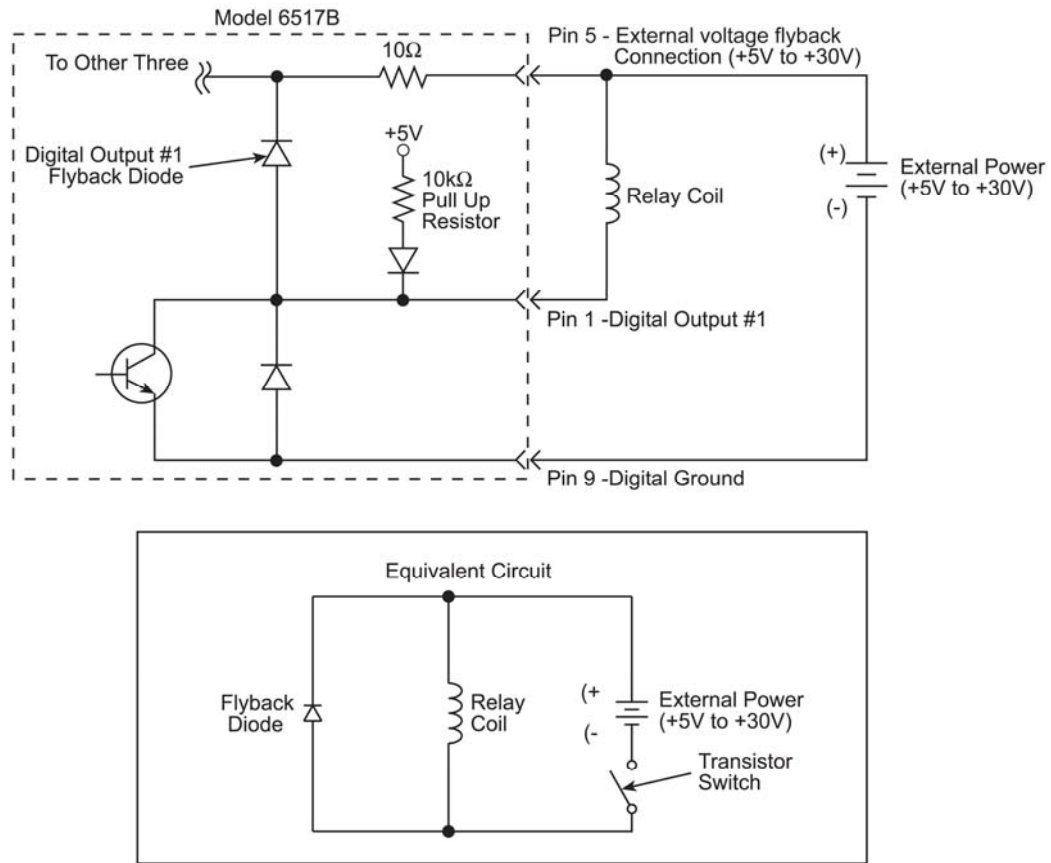 Model 6517B
To Other Three
10Ω
Pin 5 - External voltage flyback
Connection (+5V to +30V)
Digital Output #1
Flyback Diode
+5V
10kΩ
Pull Up
Resistor
Relay Coil
(+)
(-)
External Power
(+5V to +30V)
Pin 1 -Digital Output #1
Pin 9 -Digital Ground
Equivalent Circuit
Flyback
Diode
Relay
Coil
(+
(-
External Power
(+5V to +30V)
Transistor
Switch